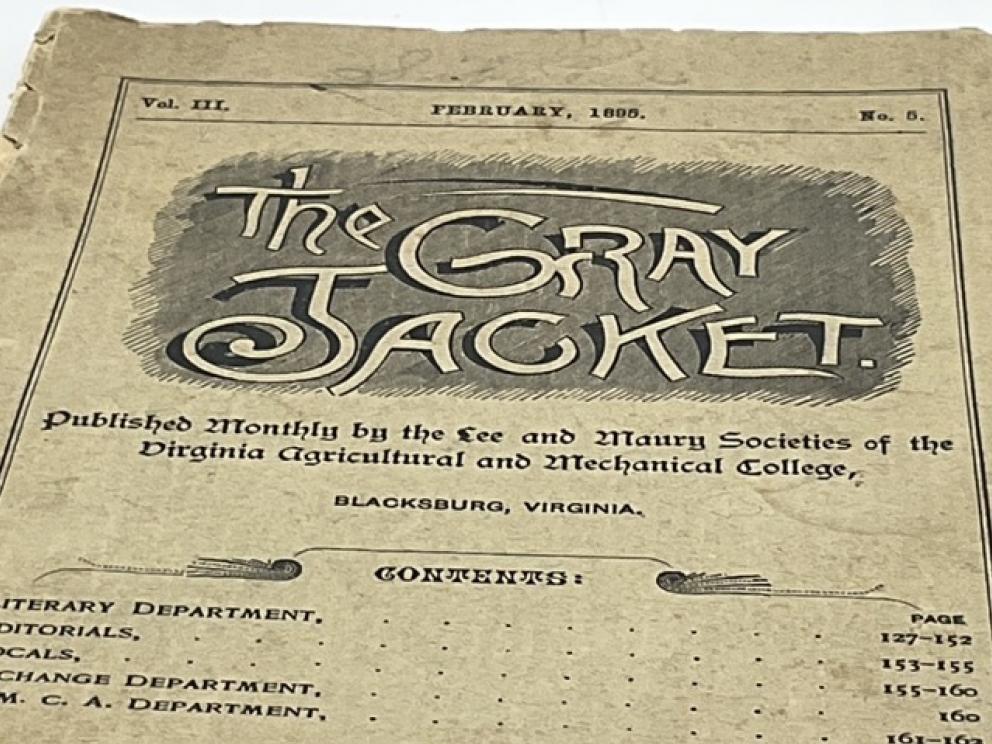 Vol. III.
FEBRUARY, 1895.
No. 5.
The GRAY
JACKET.
Published Monthly by the Lee and Maury Societies of the
Virginia Agricultural and Mechanical College,
BLACKSBURG, VIRGINIA.
CONTENTS:
PAGE
ITERARY DEPARTMENT, . . . . . . 127–152
DITORIALS, . . . . . . . . . 153–155
OCALS, . . . . . . . . . . 155–160
CHANGE DEPARTMENT, . . . . . . 160
M. C. A. DEPARTMENT, . . . . . . 161–162